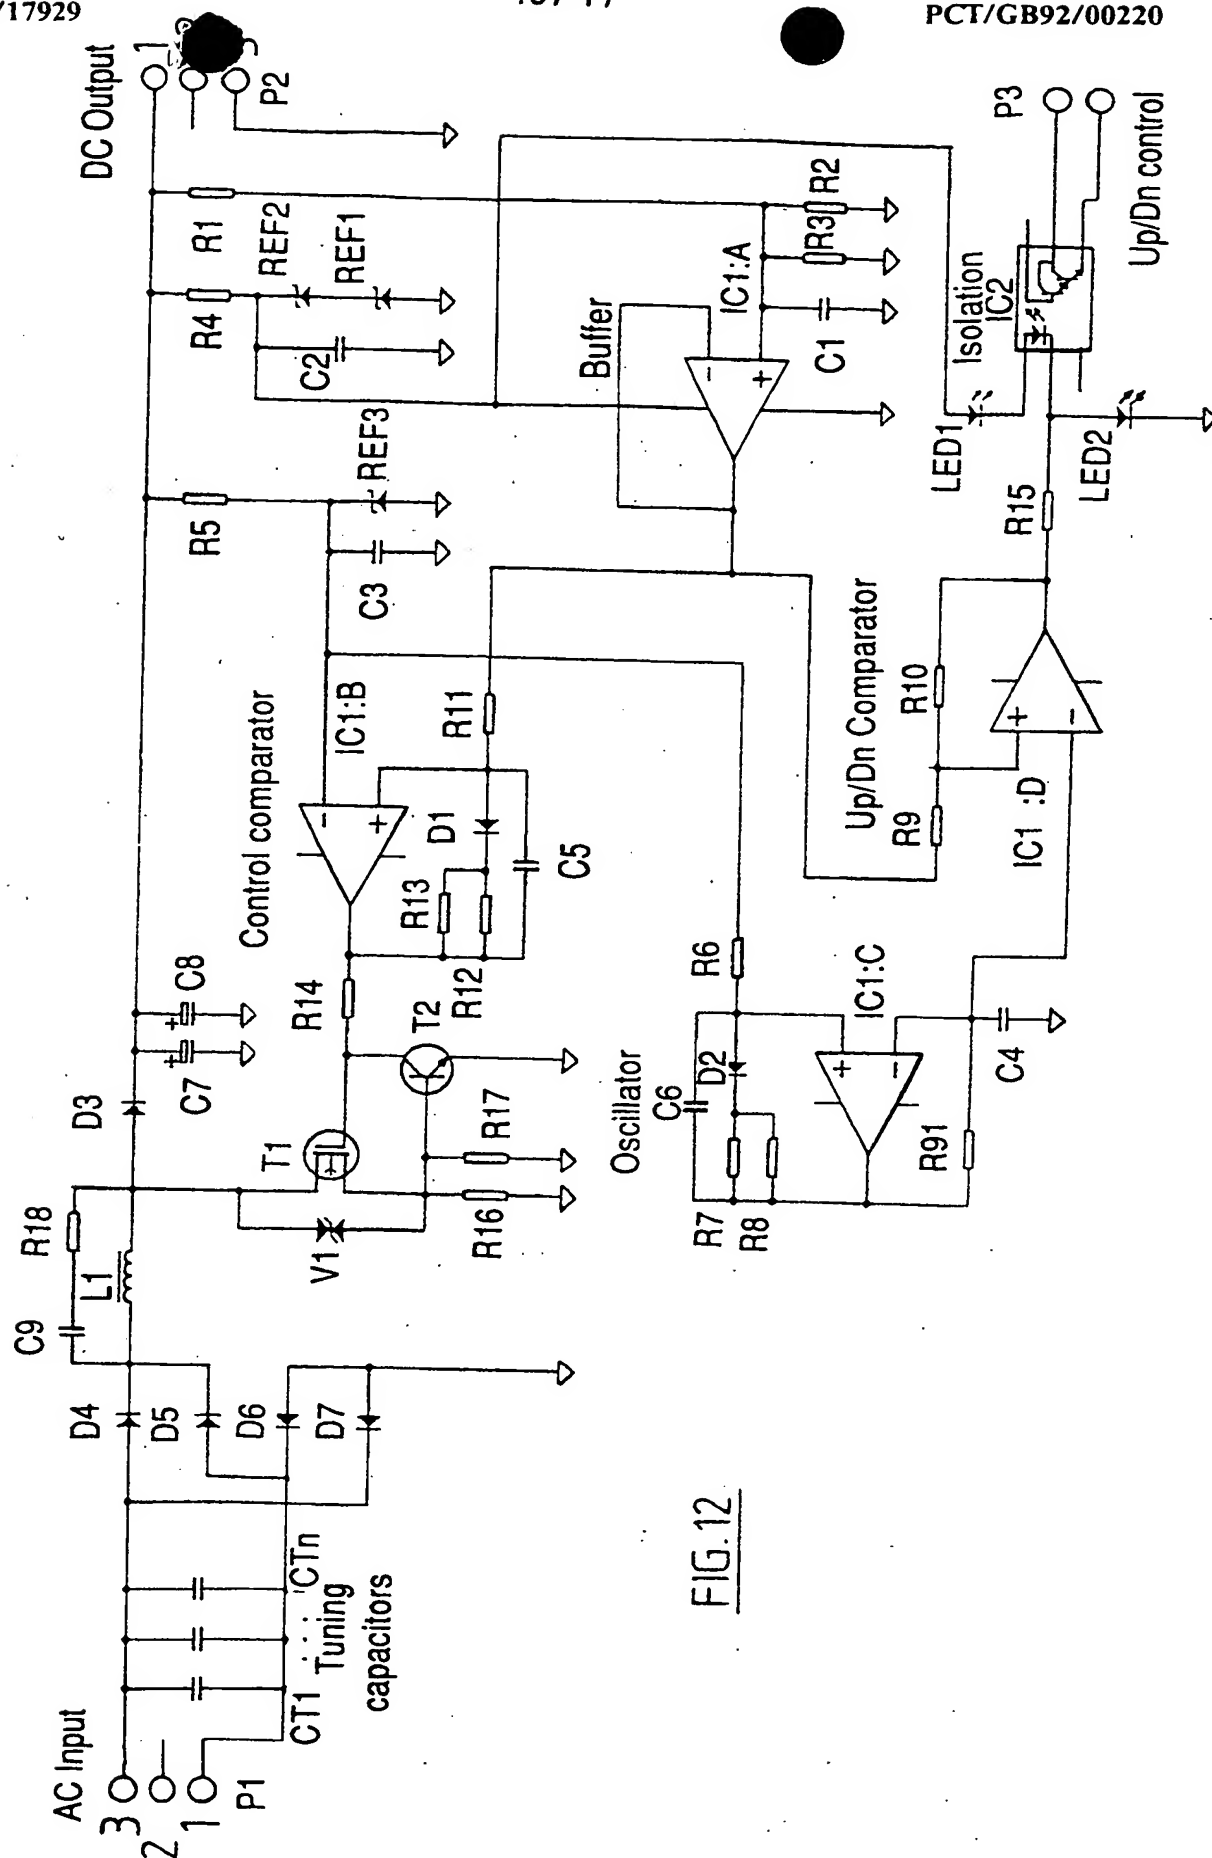 /17929
PCT/GB92/00220
AC Input
3
2
1
P1
CT1
CTn
Tuning
capacitors
D4
D5
D6
D7
C9
R18
L1
D3
C7
C8
T1
V1
R14
T2
R17
R16
Control comparator
IC1:B
R13
R12
D1
C5
R11
R5
REF3
C3
DC Output
1
P2
R1
R4
REF2
REF1
C2
Buffer
IC1:A
R2
R3
C1
Oscillator
C6
D2
R6
R7
R8
IC1:C
R91
C4
Up/Dn Comparator
R9
R10
IC1 :D
R15
LED1
LED2
Isolation
IC2
P3
Up/Dn control
FIG.12